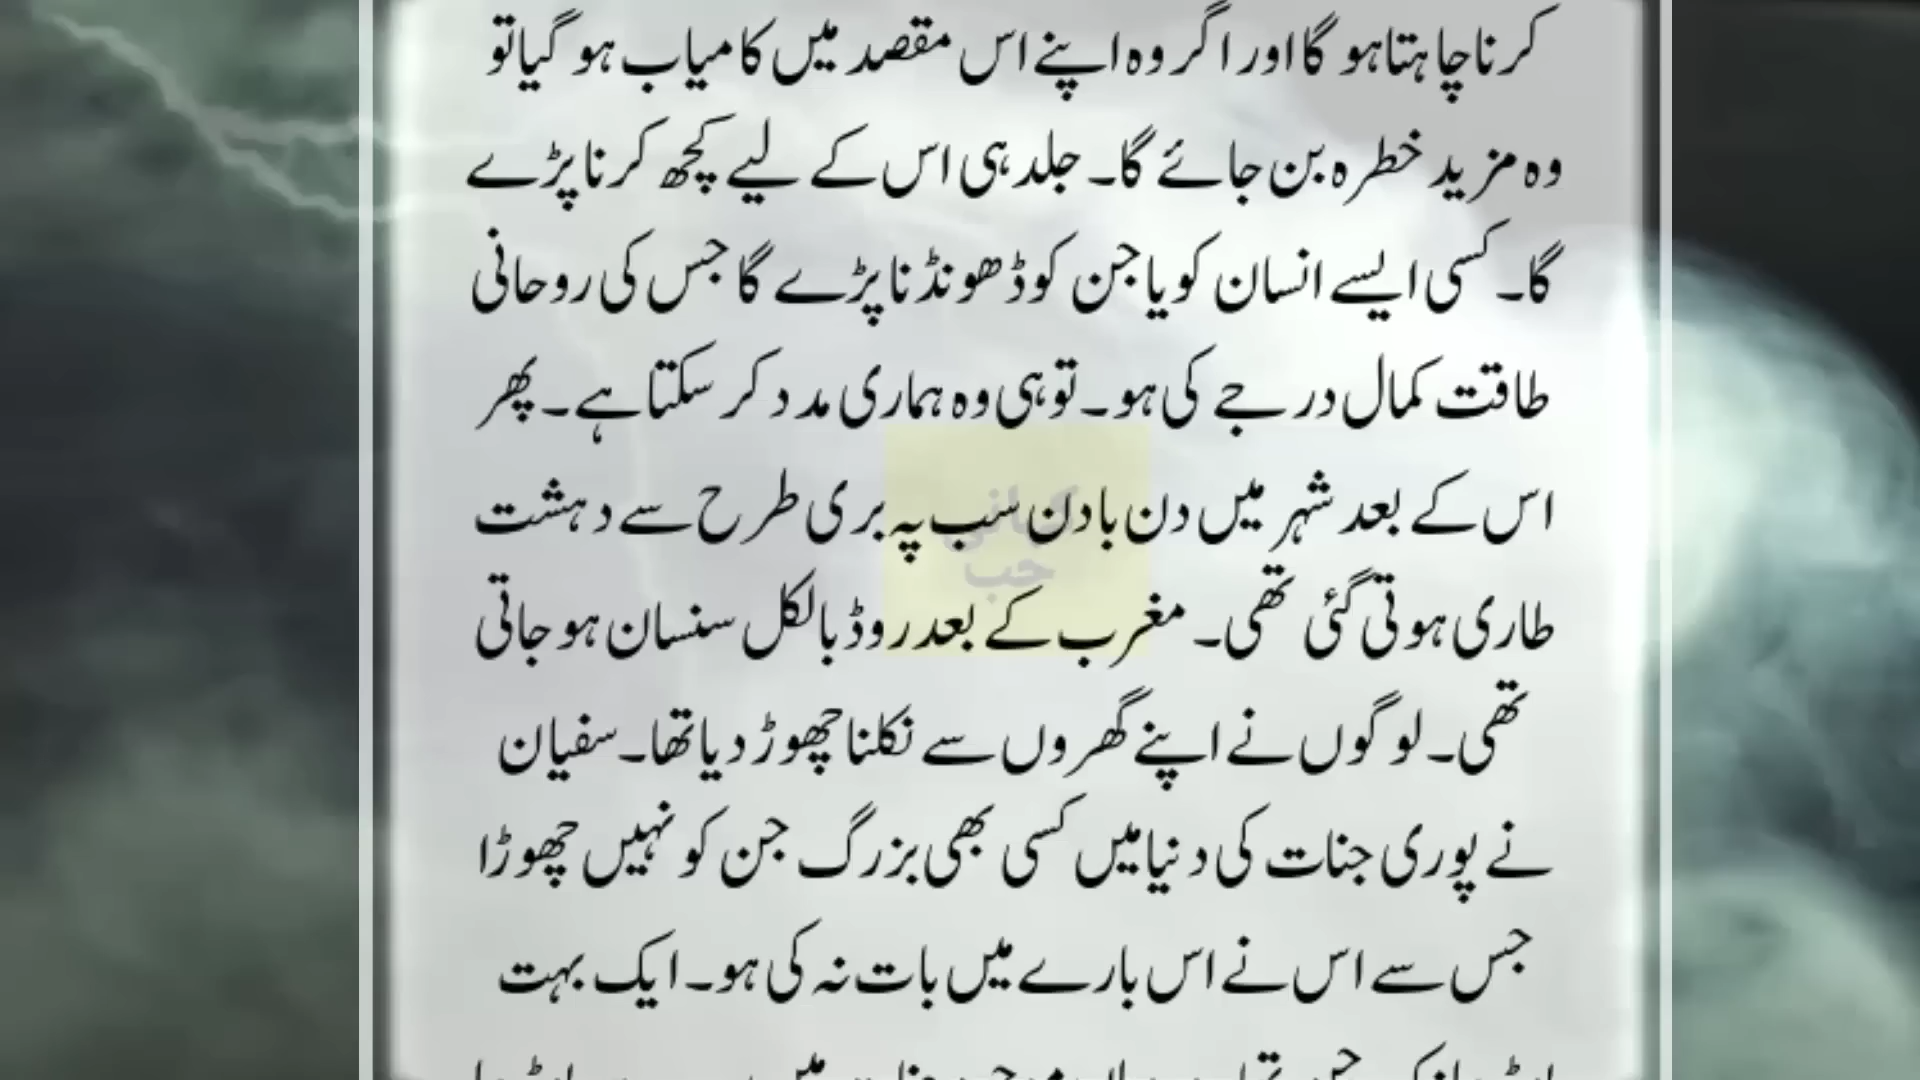 کرنا چاہتا ہو گا اور اگر وہ اپنے اس مقصد میں کامیاب ہو گیا تو
وہ مزید خطرہ بن جائے گا۔ جلد ہی اس کے لیے کچھ کرنا پڑے
گا۔ کسی ایسے انسان کو یا جن کو ڈھونڈنا پڑے گا جس کی روحانی
طاقت کمال درجے کی ہو۔ تو ہی وہ ہماری مدد کر سکتا ہے۔ پھر
اس کے بعد شہر میں دن بادن سب پہ بری طرح سے دہشت
طاری ہوتی گئی تھی۔ مغرب کے بعد روڈ بالکل سنسان ہو جاتی
تھی۔ لوگوں نے اپنے گھروں سے نکلنا چھوڑ دیا تھا۔ سفیان
نے پوری جنات کی دنیا میں کسی بھی بزرگ جن کو نہیں چھوڑا
جس سے اس نے اس بارے میں بات نہ کی ہو۔ ایک بہت
کہانی
حب